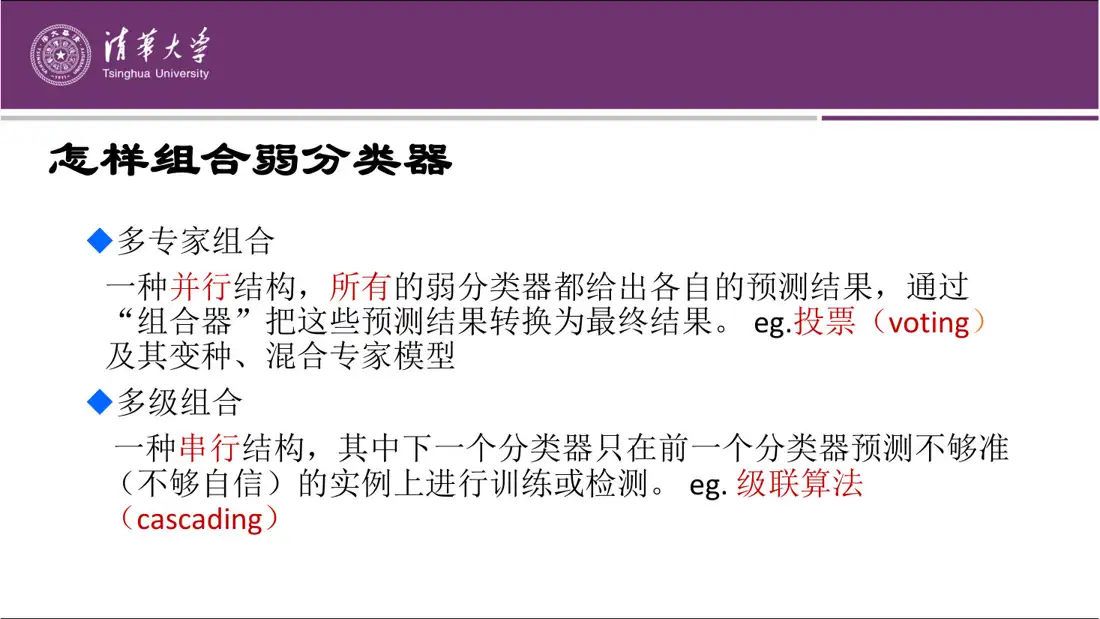 清华大学
Tsinghua University
怎样组合弱分类器
多专家组合
一种并行结构，所有的弱分类器都给出各自的预测结果，通过
“组合器”把这些预测结果转换为最终结果。 eg.投票（voting）
及其变种、混合专家模型
多级组合
一种串行结构，其中下一个分类器只在前一个分类器预测不够准
（不够自信）的实例上进行训练或检测。 eg. 级联算法
（cascading）